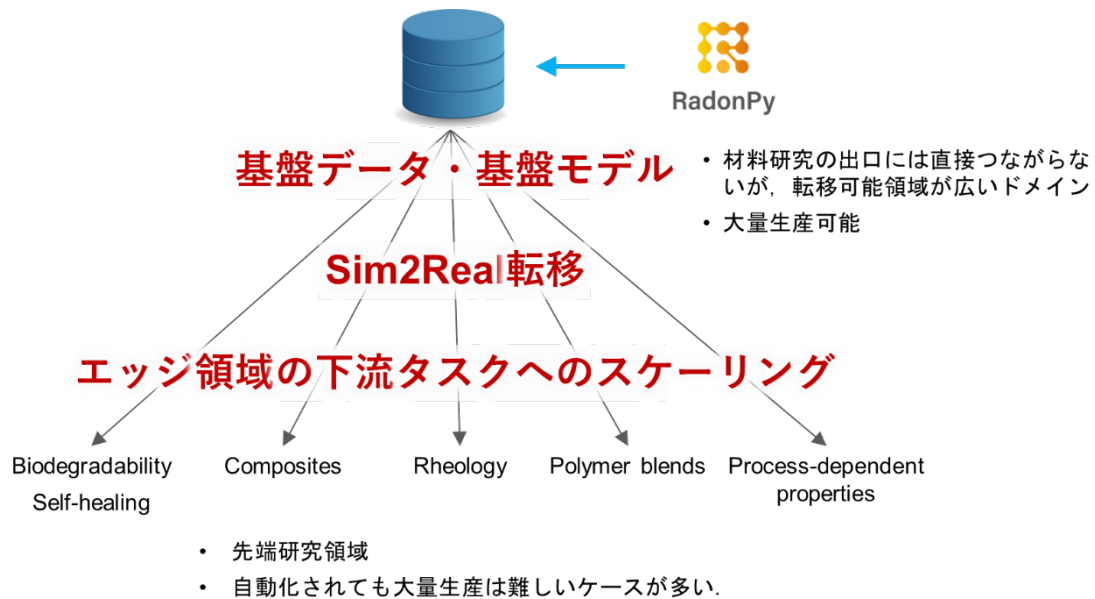 RadonPy
基盤データ・基盤モデル
• 材料研究の出口には直接つながらな
いが，転移可能領域が広いドメイン
• 大量生産可能
Sim2Real転移
エッジ領域の下流タスクへのスケーリング
Biodegradability
Self-healing
Composites
Rheology
Polymer blends
Process-dependent
properties
• 先端研究領域
• 自動化されても大量生産は難しいケースが多い.